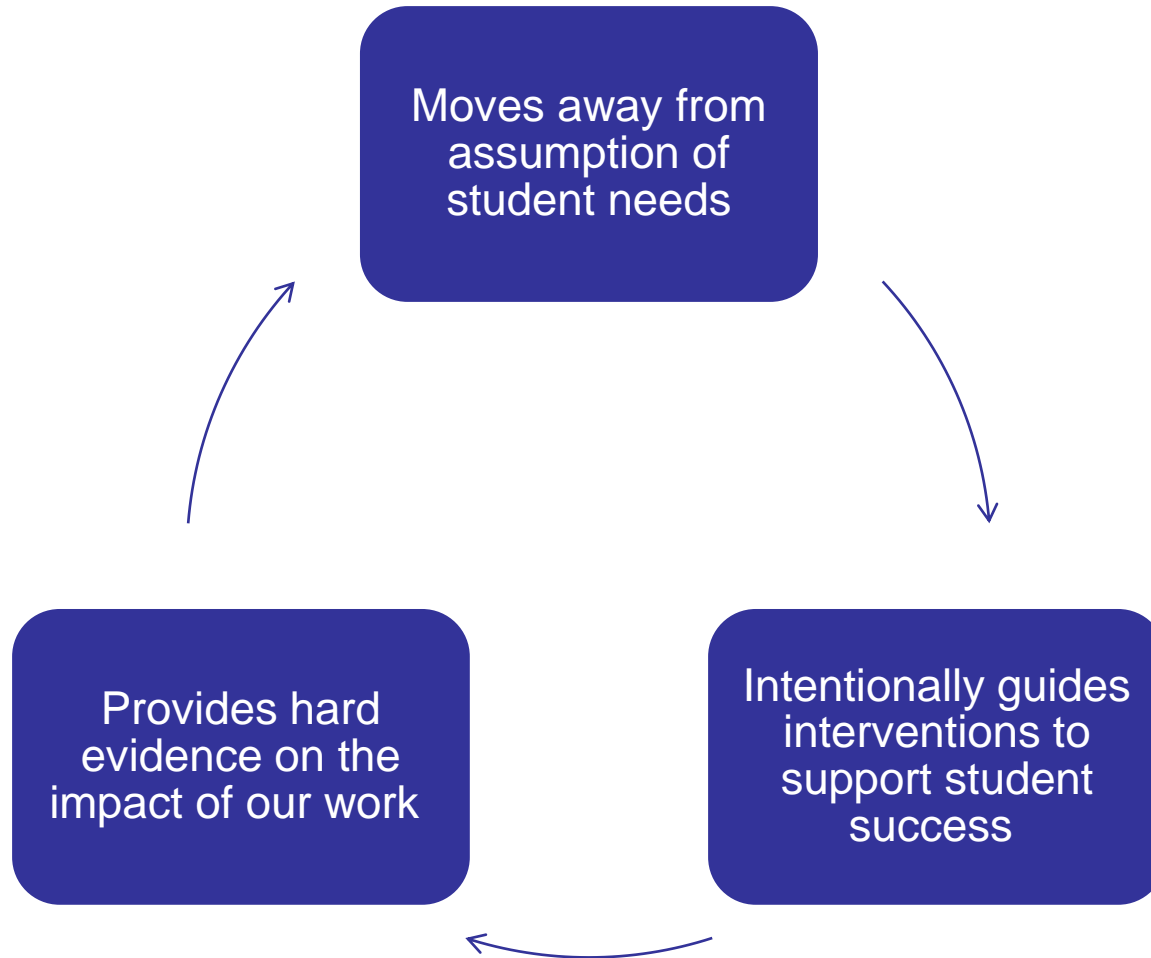 Moves away from
assumption of
student needs
Intentionally guides
interventions to
support student
success
Provides hard
evidence on the
impact of our work